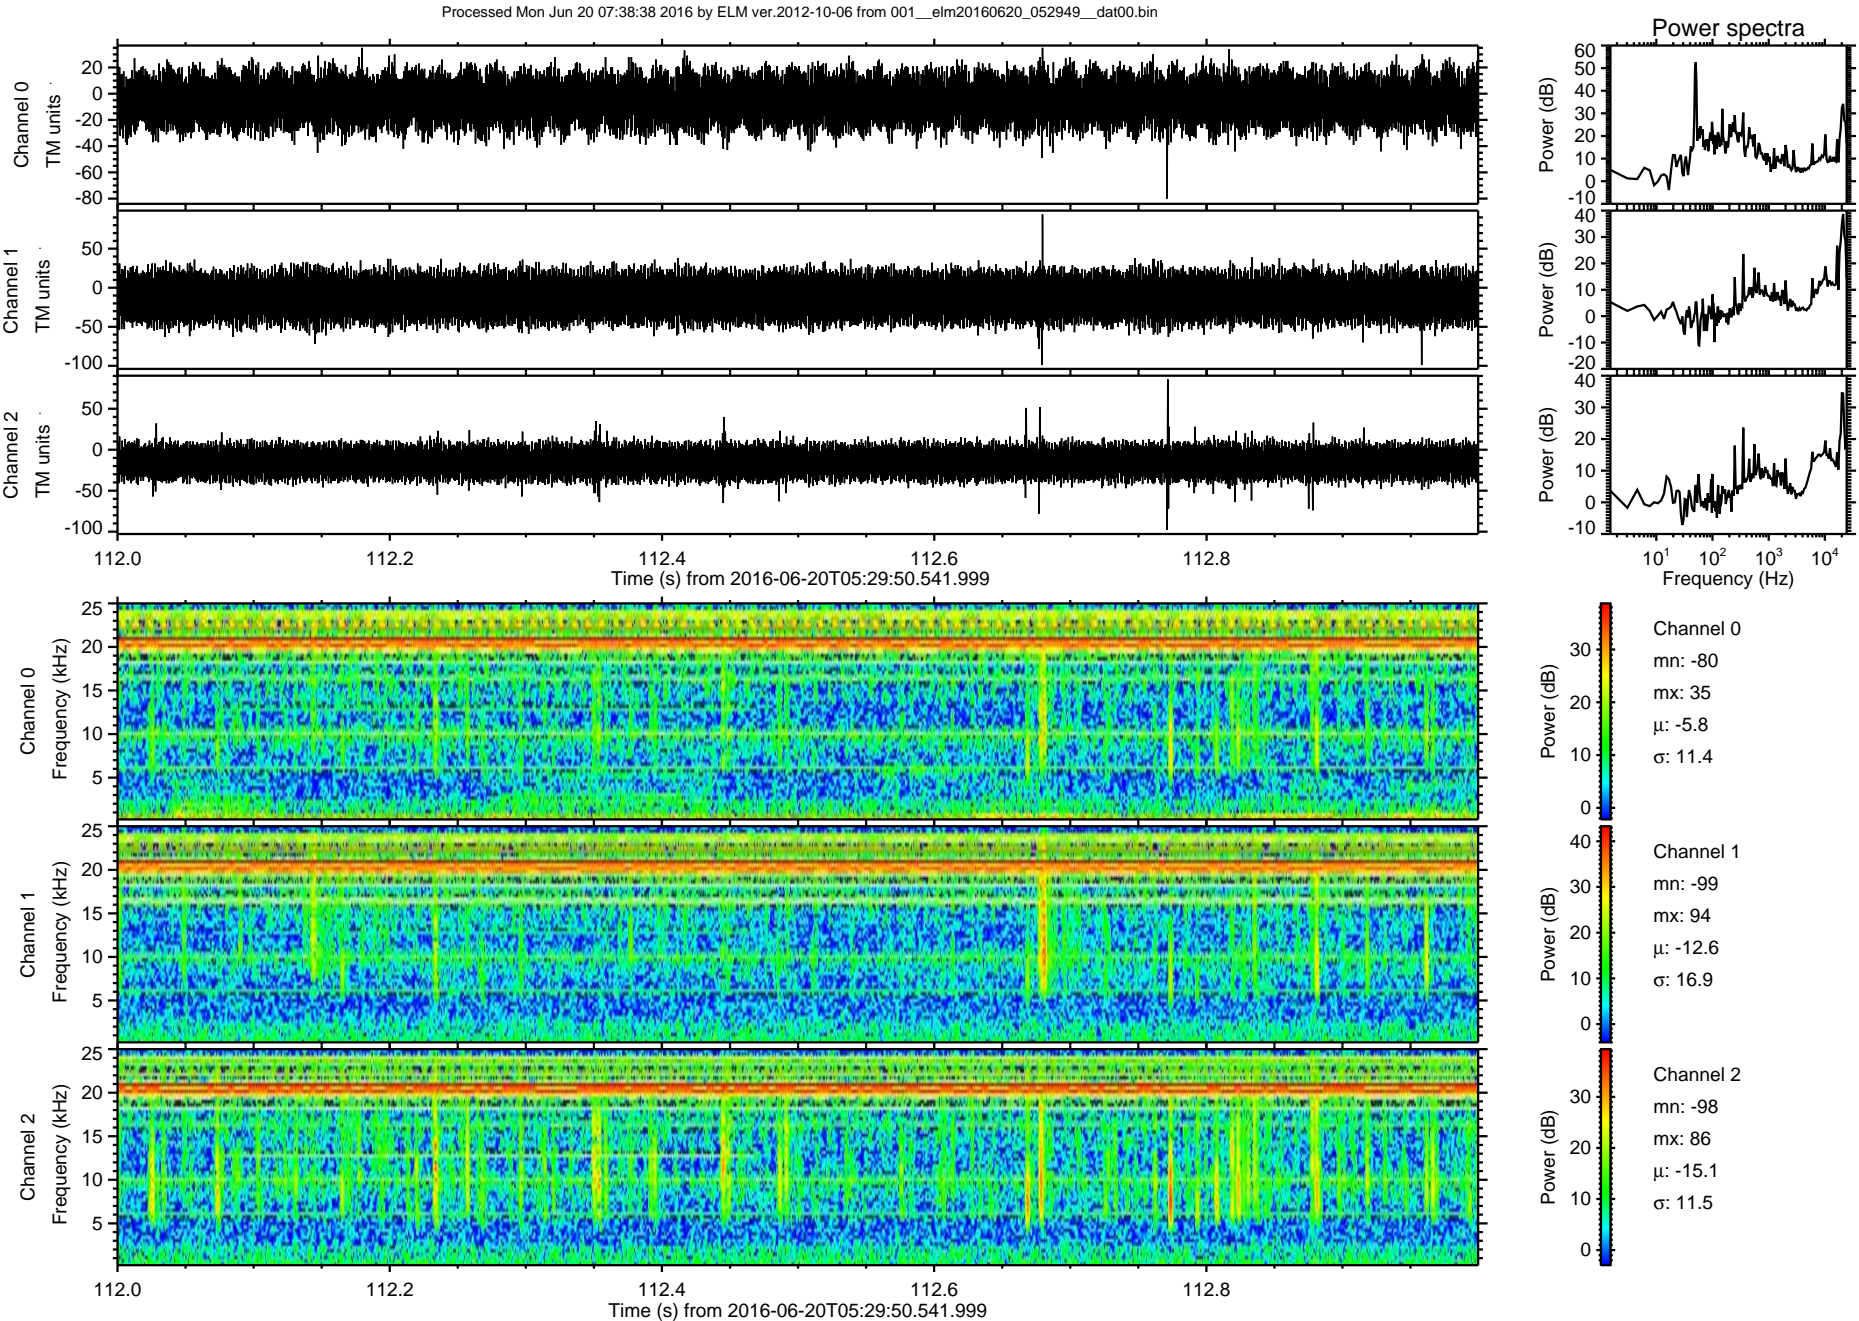 Processed Mon Jun 20 07:38:38 2016 by ELM ver.2012-10-06 from 001__elm20160620_052949__dat00.bin
Power spectra
Channel 0
TM units
20
0
-20
-40
-60
-80
Power (dB)
60
50
40
30
20
10
0
-10
Channel 1
TM units
50
0
-50
-100
Power (dB)
40
30
20
10
0
-10
-20
Channel 2
TM units
50
0
-50
-100
Power (dB)
40
30
20
10
0
-10
112.0 112.2 112.4 112.6 112.8
Time (s) from 2016-06-20T05:29:50.541.999
10¹ 10² 10³ 10⁴
Frequency (Hz)
Channel 0
Frequency (kHz)
25
20
15
10
5
Power (dB)
30
20
10
0
Channel 0
mn: -80
mx: 35
μ: -5.8
σ: 11.4
Channel 1
Frequency (kHz)
25
20
15
10
5
Power (dB)
40
30
20
10
0
Channel 1
mn: -99
mx: 94
μ: -12.6
σ: 16.9
Channel 2
Frequency (kHz)
25
20
15
10
5
Power (dB)
30
20
10
0
Channel 2
mn: -98
mx: 86
μ: -15.1
σ: 11.5
112.0 112.2 112.4 112.6 112.8
Time (s) from 2016-06-20T05:29:50.541.999